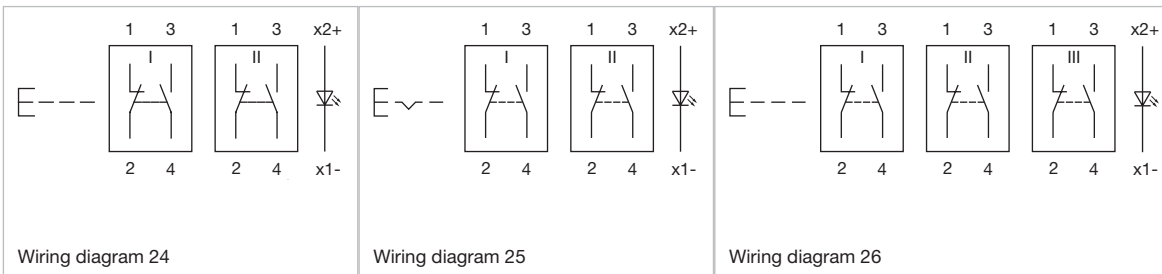 1 3 1 3 x2+
I II
2 4 2 4 x1-
Wiring diagram 24
1 3 1 3 x2+
I II
2 4 2 4 x1-
Wiring diagram 25
1 3 1 3 1 3 x2+
I II III
2 4 2 4 2 4 x1-
Wiring diagram 26